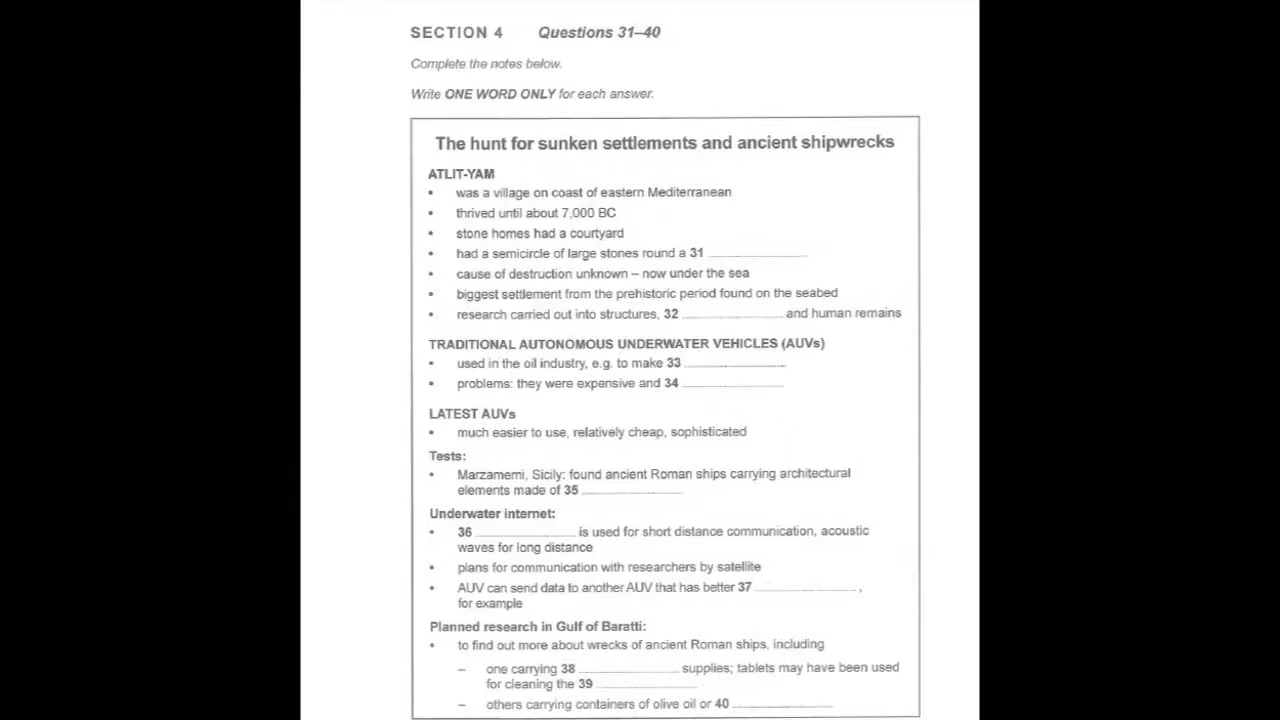 SECTION 4 Questions 31–40
Complete the notes below.
Write ONE WORD ONLY for each answer.
The hunt for sunken settlements and ancient shipwrecks
ATLIT-YAM
• was a village on coast of eastern Mediterranean
• thrived until about 7,000 BC
• stone homes had a courtyard
• had a semicircle of large stones round a 31 ____________
• cause of destruction unknown – now under the sea
• biggest settlement from the prehistoric period found on the seabed
• research carried out into structures, 32 ____________ and human remains
TRADITIONAL AUTONOMOUS UNDERWATER VEHICLES (AUVs)
• used in the oil industry, e.g. to make 33 ____________
• problems: they were expensive and 34 ____________
LATEST AUVs
• much easier to use, relatively cheap, sophisticated
Tests:
• Marzamemi, Sicily: found ancient Roman ships carrying architectural
elements made of 35 ____________
Underwater internet:
• 36 ____________ is used for short distance communication, acoustic
waves for long distance
• plans for communication with researchers by satellite
• AUV can send data to another AUV that has better 37 ____________ ,
for example
Planned research in Gulf of Baratti:
• to find out more about wrecks of ancient Roman ships, including
– one carrying 38 ____________ supplies; tablets may have been used
for cleaning the 39 ____________
– others carrying containers of olive oil or 40 ____________